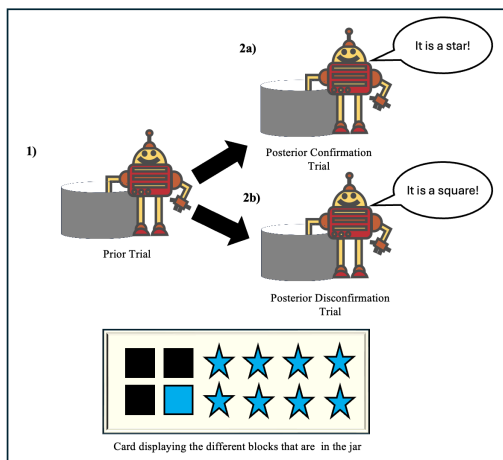 2a)
It is a star!
1)
Posterior Confirmation
Trial
2b)
It is a square!
Prior Trial
Posterior Disconfirmation
Trial
Card displaying the different blocks that are in the jar